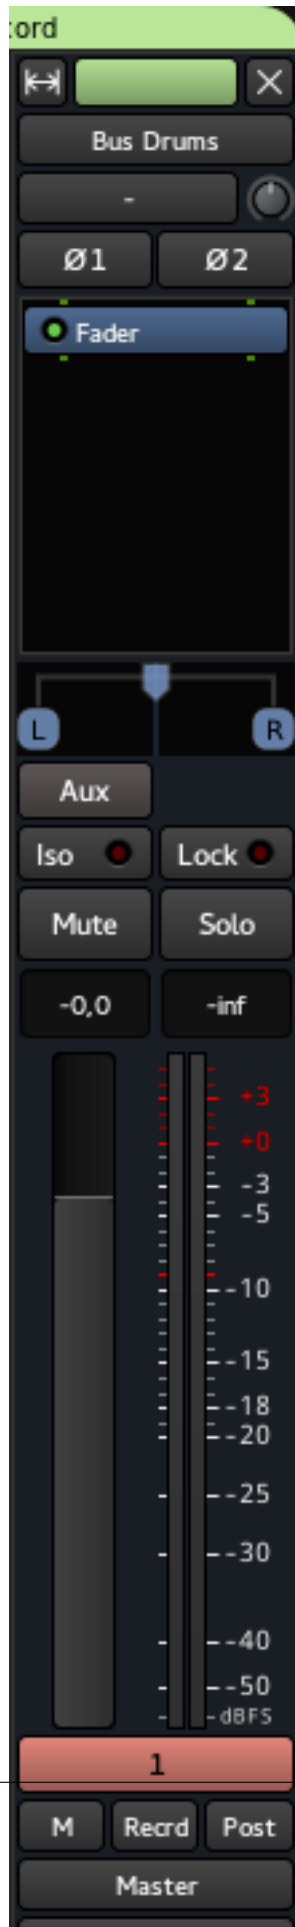 cord
Bus Drums
-
Ø1 Ø2
Fader
L R
Aux
Iso Lock
Mute Solo
-0,0 -inf
+3
+0
-3
-5
-10
-15
-18
-20
-25
-30
-40
-50
dBFS
1
M Recrd Post
Master